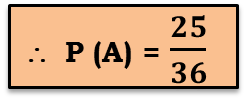 ∴ P (A) = 25/36